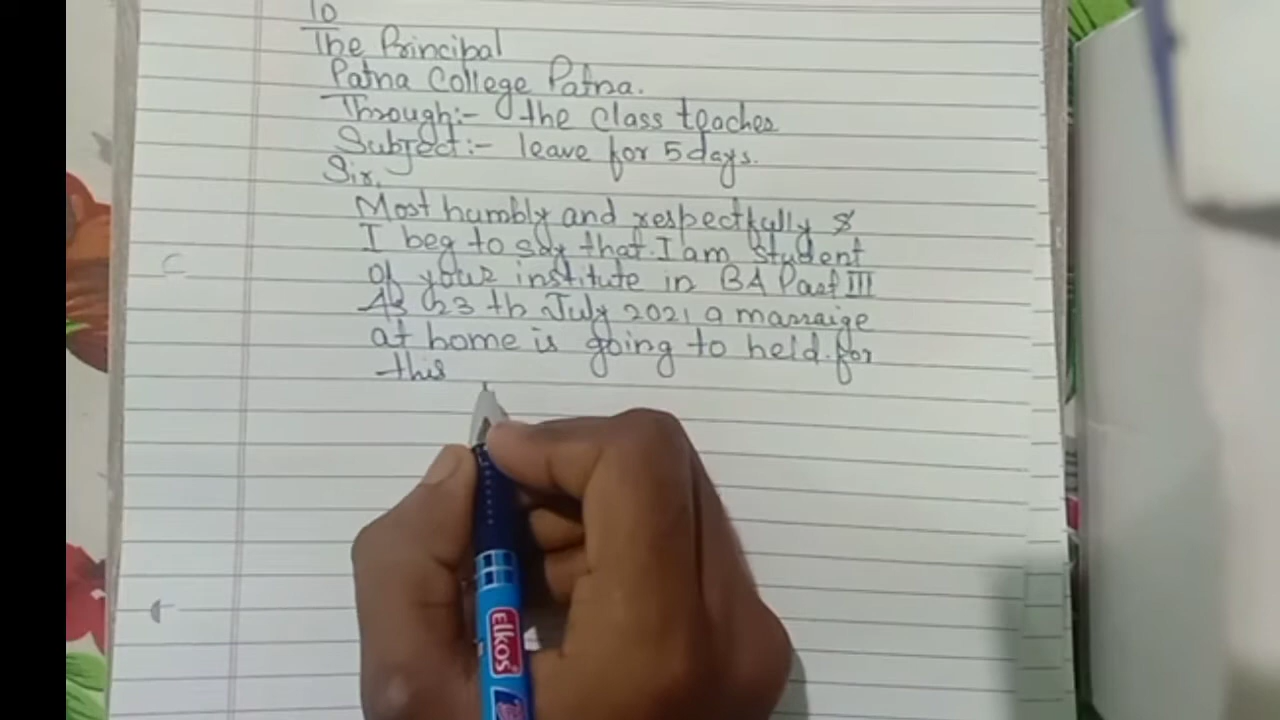 To
The Principal
Patna College Patna.
Through:- the class teacher
Subject:- leave for 5 days.
Sir,
Most humbly and respectfully &
I beg to say that I am student
of your institute in BA Part III
As 23 th July 2021 a marraige
at home is going to held. for
this
elkos